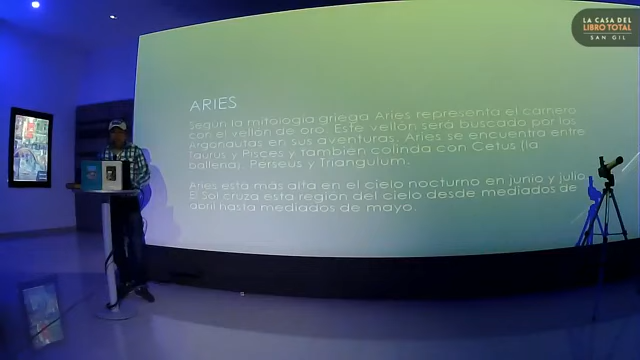 LA CASA DEL
LIBRO TOTAL
SAN GIL
ARIES
Según la mitología griega Aries representa el carnero
con el vellón de oro. Este vellón será buscado por los
Argonautas en sus aventuras. Aries se encuentra entre
Taurus y Pisces y también colinda con Cetus (la
ballena), Perseus y Triangulum.
Aries esta más alta en el cielo nocturno en junio y julio.
El Sol cruza esta región del cielo desde mediados de
abril hasta mediados de mayo.